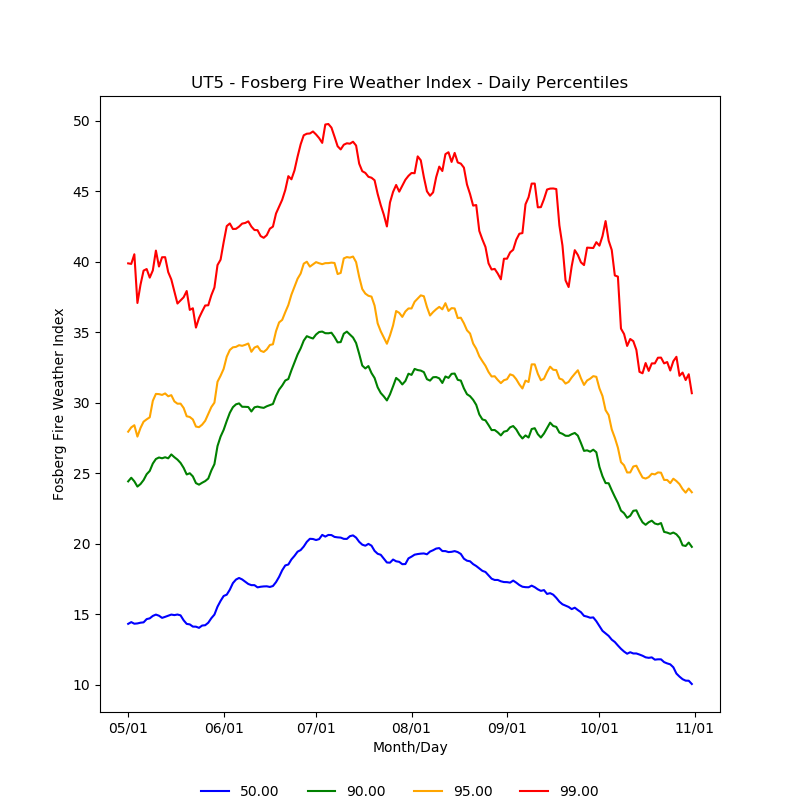 UT5 - Fosberg Fire Weather Index - Daily Percentiles
50
45
40
35
30
25
20
15
10
Fosberg Fire Weather Index
05/01 06/01 07/01 08/01 09/01 10/01 11/01
Month/Day
50.00 90.00 95.00 99.00